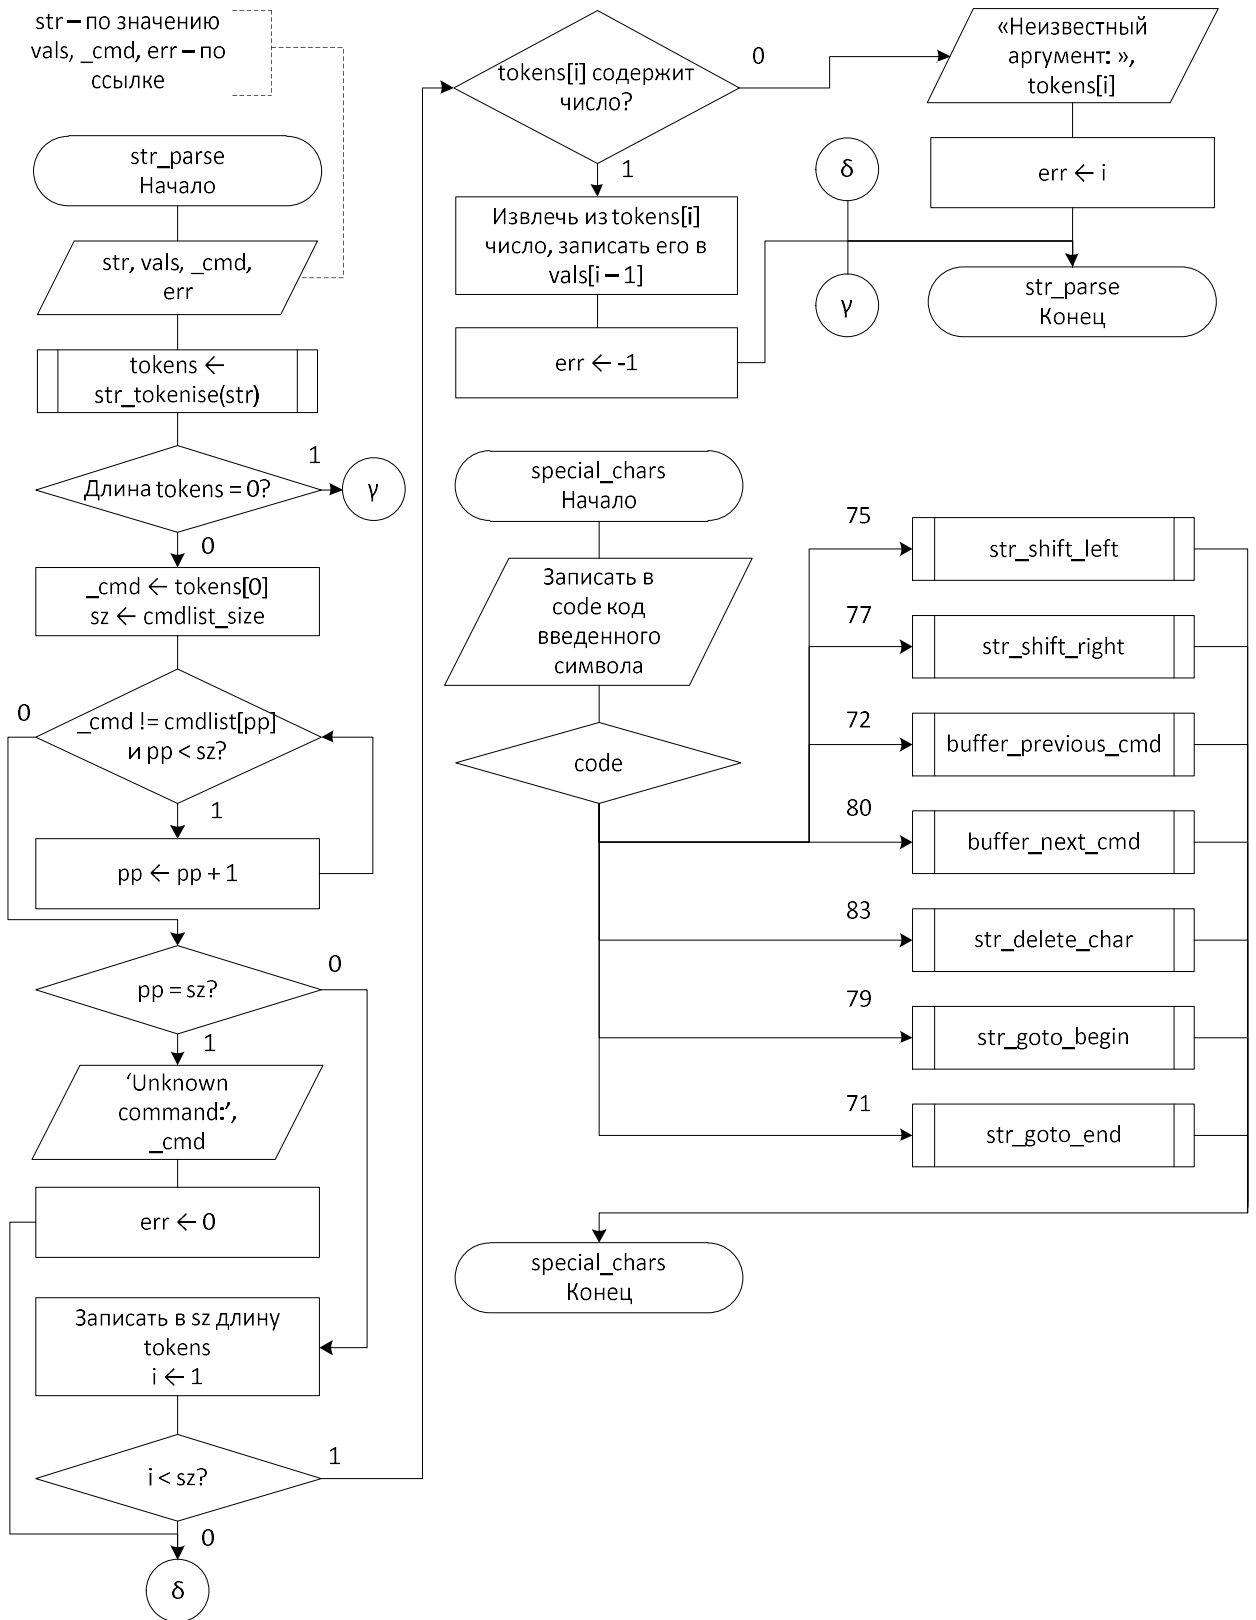 str – по значению
vals, _cmd, err – по
ссылке
str_parse
Начало
str, vals, _cmd,
err
tokens ←
str_tokenise(str)
Длина tokens = 0?
1
γ
0
_cmd ← tokens[0]
sz ← cmdlist_size
0
_cmd != cmdlist[pp]
и pp < sz?
1
pp ← pp + 1
pp = sz?
0
1
‘Unknown
command:’,
_cmd
err ← 0
Записать в sz длину
tokens
i ← 1
i < sz?
1
0
δ
tokens[i] содержит
число?
0
1
Извлечь из tokens[i]
число, записать его в
vals[i – 1]
err ← -1
«Неизвестный
аргумент: »,
tokens[i]
err ← i
δ
γ
str_parse
Конец
special_chars
Начало
Записать в
code код
введенного
символа
code
75
str_shift_left
77
str_shift_right
72
buffer_previous_cmd
80
buffer_next_cmd
83
str_delete_char
79
str_goto_begin
71
str_goto_end
special_chars
Конец